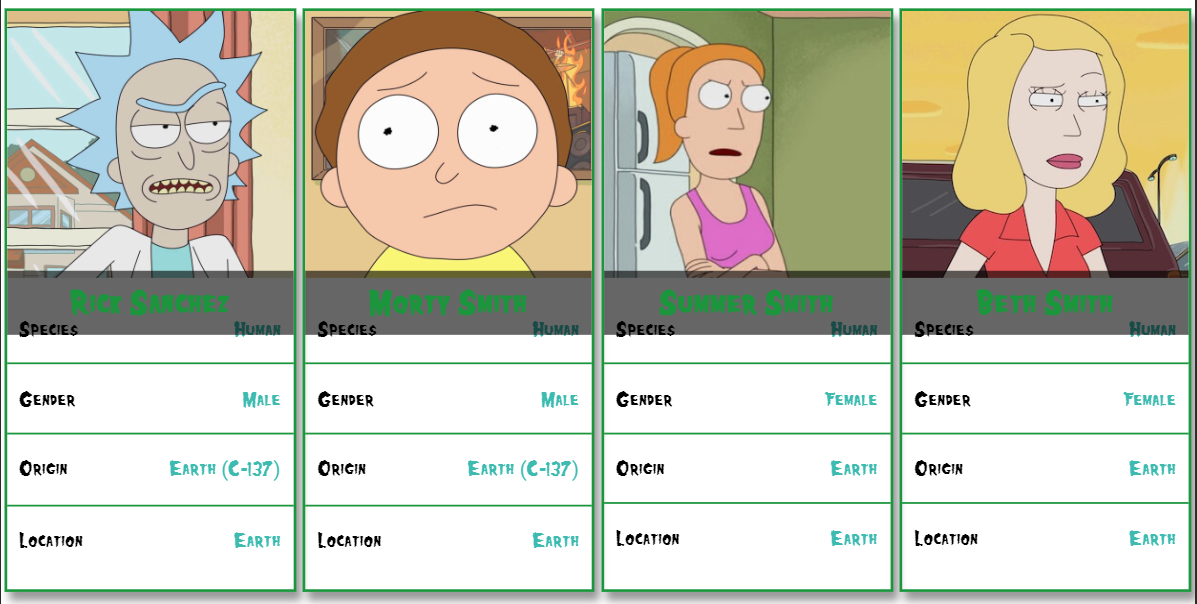 Rick Sanchez
Species Human
Gender Male
Origin Earth (C-137)
Location Earth
Morty Smith
Species Human
Gender Male
Origin Earth (C-137)
Location Earth
Summer Smith
Species Human
Gender Female
Origin Earth
Location Earth
Beth Smith
Species Human
Gender Female
Origin Earth
Location Earth